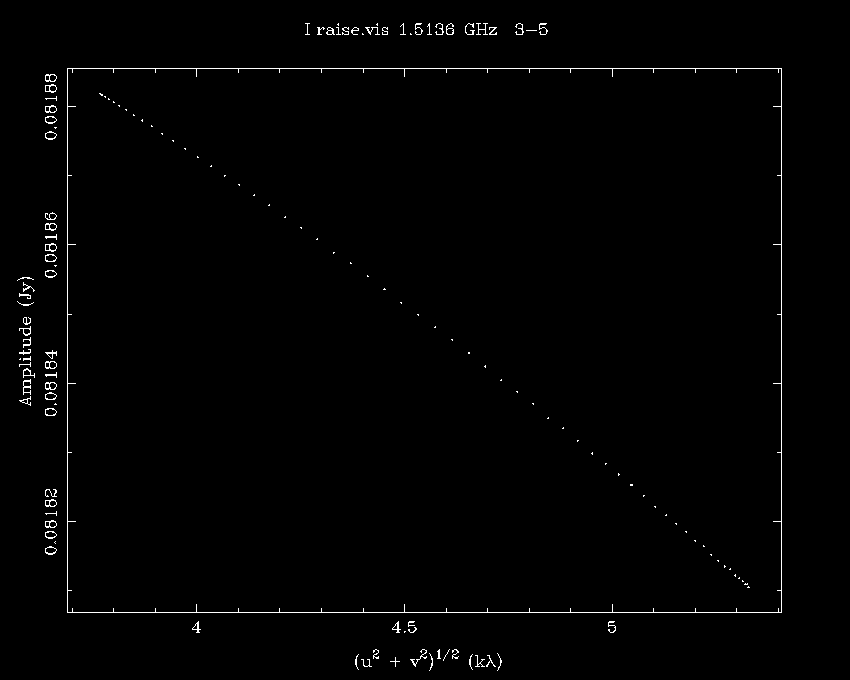 I raise.vis 1.5136 GHz 3−5
0.08188
0.08186
0.08184
0.08182
Amplitude (Jy)
4 4.5 5
(u² + v²)^1/2 (kλ)